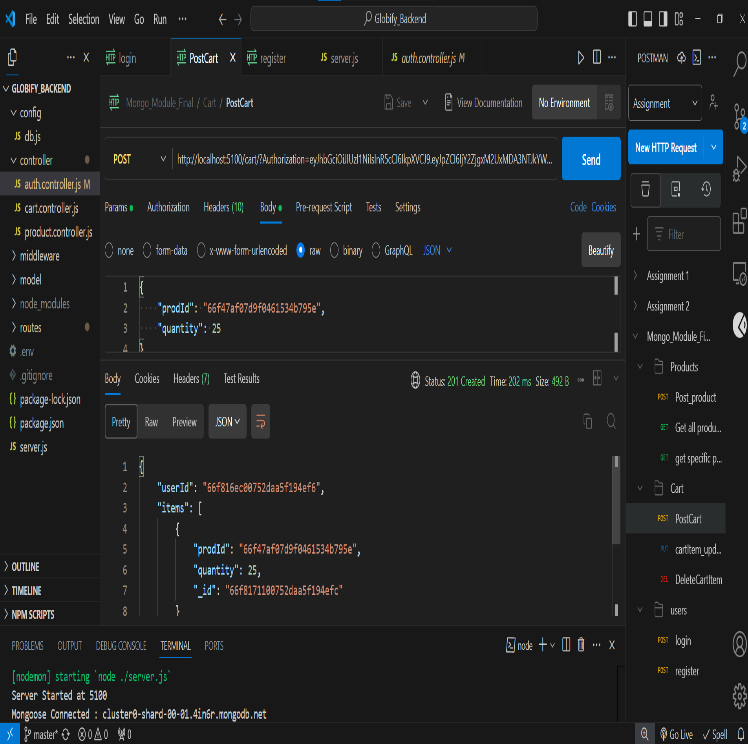 File Edit Selection View Go Run ··· Globify_Backend
··· login PostCart register server.js auth.controller.js M ··· POSTMAN ···
GLOBIFY_BACKEND
config
db.js
controller
auth.controller.js M
cart.controller.js
product.controller.js
middleware
model
node_modules
routes
.env
.gitignore
package-lock.json
package.json
server.js
OUTLINE
TIMELINE
NPM SCRIPTS
HTTP Mongo_Module_Final / Cart / PostCart Save View Documentation No Environment
POST Send
Params Authorization Headers (10) Body Pre-request Script Tests Settings Code Cookies
none form-data x-www-form-urlencoded raw binary GraphQL JSON Beautify
1 {
2 "prodId": "66f47af07d9f0461534b795e",
3 "quantity": 25
4 }
Body Cookies Headers (7) Test Results Status: 201 Created Time: 202 ms Size: 492 B
Pretty Raw Preview JSON
1 {
2 "userId": "66f816ec00752daa5f194ef6",
3 "items": [
4 {
5 "prodId": "66f47af07d9f0461534b795e",
6 "quantity": 25,
7 "_id": "66f8171100752daa5f194efc"
8 }
PROBLEMS OUTPUT DEBUG CONSOLE TERMINAL PORTS node
[nodemon] starting `node ./server.js`
Server Started at 5100
Mongoose Connected : cluster0-shard-00-01.4in6r.mongodb.net
Assignment
New HTTP Request
Filter
Assignment 1
Assignment 2
Mongo_Module_Fi...
Products
POST Post_product
GET Get all produ...
GET get specific p...
Cart
POST PostCart
PUT cartItem_upd...
DEL DeleteCartItem
users
POST login
POST register
2
master* 0 0 0 Go Live Spell